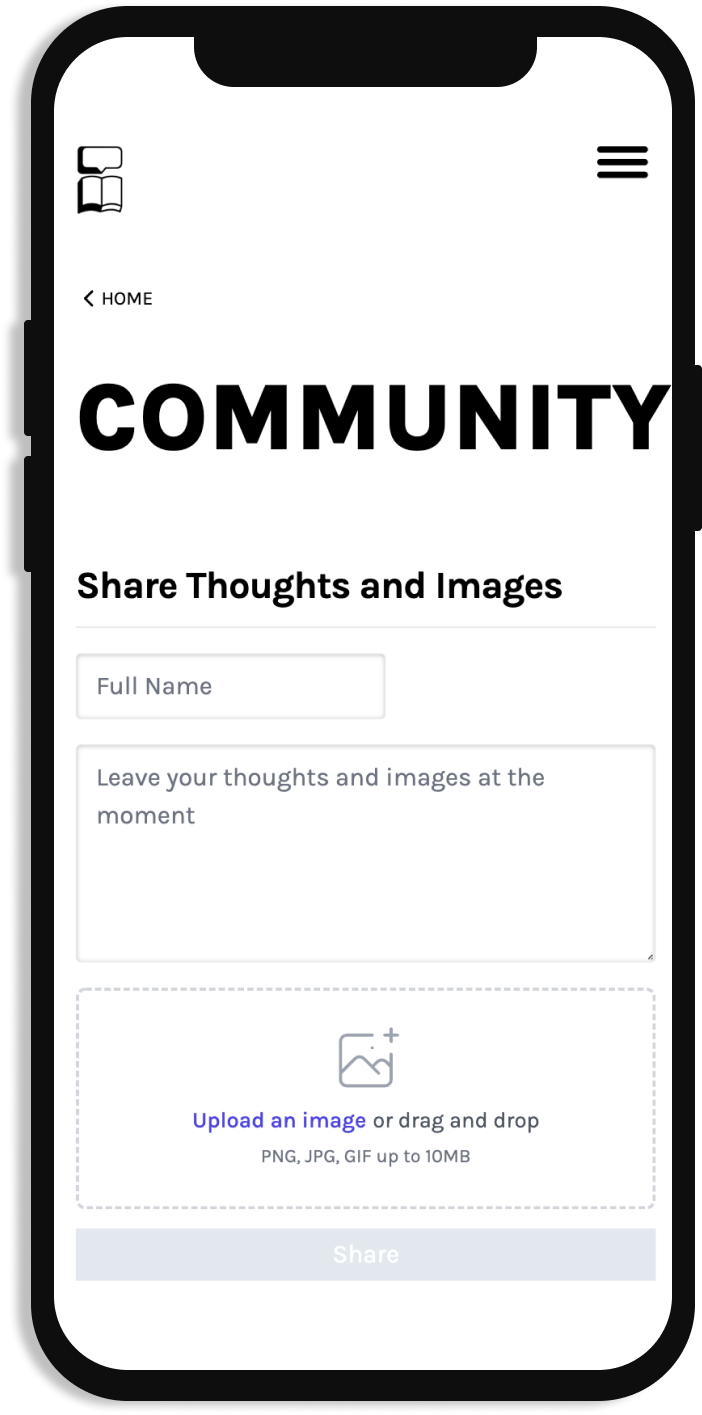 HOME
COMMUNITY
Share Thoughts and Images
Full Name
Leave your thoughts and images at the
moment
Upload an image or drag and drop
PNG, JPG, GIF up to 10MB
Share